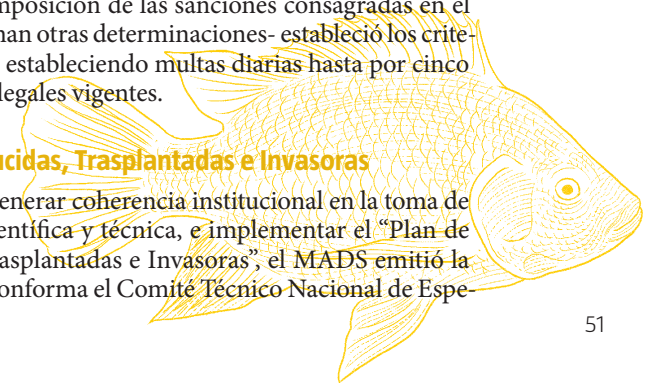 mposición de las sanciones consagradas en el
man otras determinaciones- estableció los crite-
estableciendo multas diarias hasta por cinco
legales vigentes.
ucidas, Trasplantadas e Invasoras
enerar coherencia institucional en la toma de
entífica y técnica, e implementar el “Plan de
asplantadas e Invasoras”, el MADS emitió la
onforma el Comité Técnico Nacional de Espe-
51